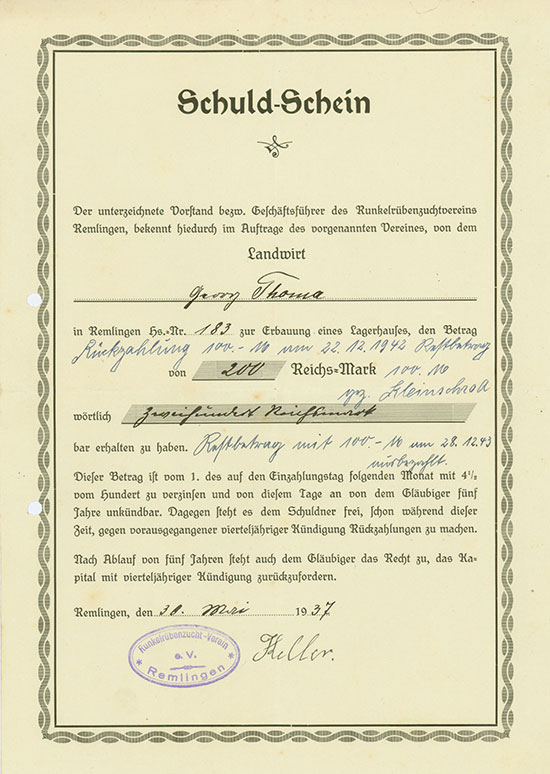 Schuld-Schein
Der unterzeichnete Vorstand bezw. Geschäftsführer des Runkelrübenzuchtvereins
Remlingen, bekennt hiedurch im Auftrage des vorgenannten Vereines, von dem
Landwirt
Georg Thoma
in Remlingen Hs.-Nr. 183 zur Erbauung eines Lagerhauses, den Betrag
Rückzahlung 100.- M am 22.12.1942 Restbetrag
von 200 Reichs-Mark 100 M
gz. Kleinschrod
wörtlich Zweihundert Reichsmark
bar erhalten zu haben. Restbetrag mit 100.- M am 28.12.43
ausbezahlt.
Dieser Betrag ist vom 1. des auf den Einzahlungstag folgenden Monat mit 4½
vom Hundert zu verzinsen und von diesem Tage an von dem Gläubiger fünf
Jahre unkündbar. Dagegen steht es dem Schuldner frei, schon während dieser
Zeit, gegen vorausgegangener vierteljähriger Kündigung Rückzahlungen zu machen.
Nach Ablauf von fünf Jahren steht auch dem Gläubiger das Recht zu, das Ka-
pital mit vierteljähriger Kündigung zurückzufordern.
Remlingen, den 30. Mai 1937
Runkelrübenzucht-Verein
e.V.
Remlingen
Keller.